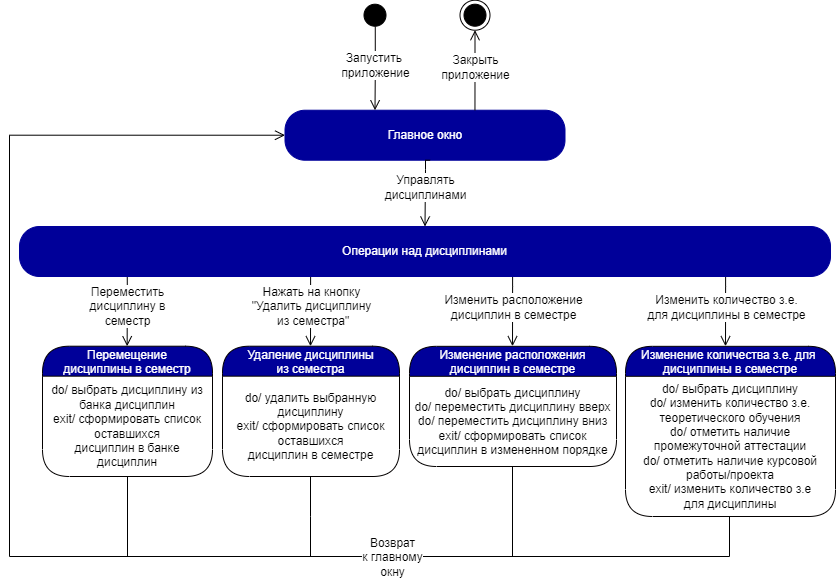 Запустить
приложение
Закрыть
приложение
Главное окно
Управлять
дисциплинами
Операции над дисциплинами
Переместить
дисциплину в
семестр
Нажать на кнопку
"Удалить дисциплину
из семестра"
Изменить расположение
дисциплин в семестре
Изменить количество з.е.
для дисциплины в семестре
Перемещение
дисциплины в семестр
do/ выбрать дисциплину из
банка дисциплин
exit/ сформировать список
оставшихся
дисциплин в банке
дисциплин
Удаление дисциплины
из семестра
do/ удалить выбранную
дисциплину
exit/ сформировать список
оставшихся
дисциплин в семестре
Изменение расположения
дисциплин в семестре
do/ выбрать дисциплину
do/ переместить дисциплину вверх
do/ переместить дисциплину вниз
exit/ сформировать список
дисциплин в измененном порядке
Изменение количества з.е. для
дисциплины в семестре
do/ выбрать дисциплину
do/ изменить количество з.е.
теоретического обучения
do/ отметить наличие
промежуточной аттестации
do/ отметить наличие курсовой
работы/проекта
exit/ изменить количество з.е
для дисциплины
Возврат
к главному
окну